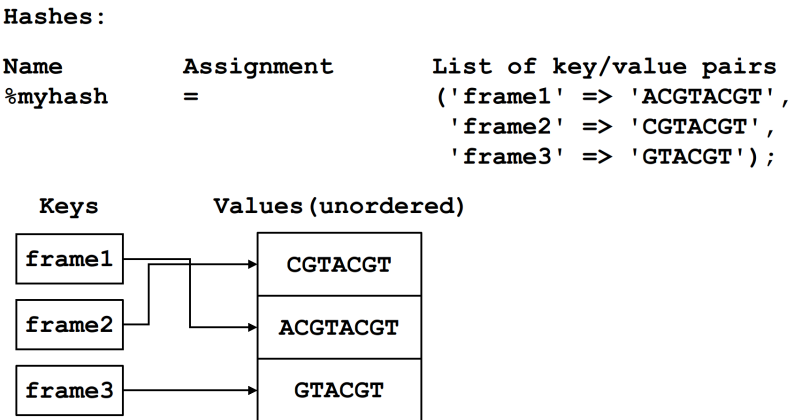 Hashes:
Name Assignment List of key/value pairs
%myhash = ('frame1' => 'ACGTACGT',
'frame2' => 'CGTACGT',
'frame3' => 'GTACGT');
Keys Values(unordered)
frame1 CGTACGT
frame2 ACGTACGT
frame3 GTACGT